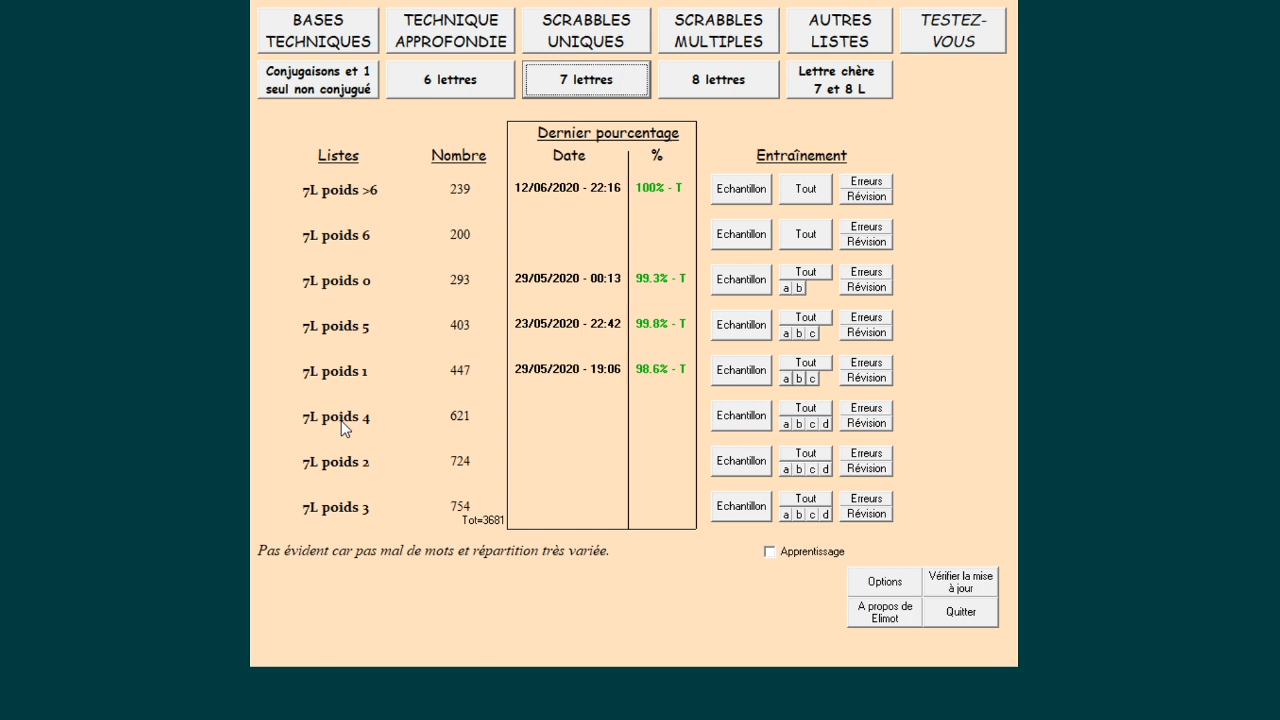 BASES TECHNIQUES
TECHNIQUE APPROFONDIE
SCRABBLES UNIQUES
SCRABBLES MULTIPLES
AUTRES LISTES
TESTEZ-VOUS
Conjugaisons et 1 seul non conjugué
6 lettres
7 lettres
8 lettres
Lettre chère 7 et 8 L
Dernier pourcentage
Listes Nombre Date % Entraînement
7L poids >6 239 12/06/2020 - 22:16 100% - T Echantillon Tout Erreurs Révision
7L poids 6 200 Echantillon Tout Erreurs Révision
7L poids 0 293 29/05/2020 - 00:13 99.3% - T Echantillon Tout a b Erreurs Révision
7L poids 5 403 23/05/2020 - 22:42 99.8% - T Echantillon Tout a b c Erreurs Révision
7L poids 1 447 29/05/2020 - 19:06 98.6% - T Echantillon Tout a b c Erreurs Révision
7L poids 4 621 Echantillon Tout a b c d Erreurs Révision
7L poids 2 724 Echantillon Tout a b c d Erreurs Révision
7L poids 3 754 Echantillon Tout a b c d Erreurs Révision
Tot=3681
Pas évident car pas mal de mots et répartition très variée.
Apprentissage
Options
Vérifier la mise à jour
A propos de Elimot
Quitter